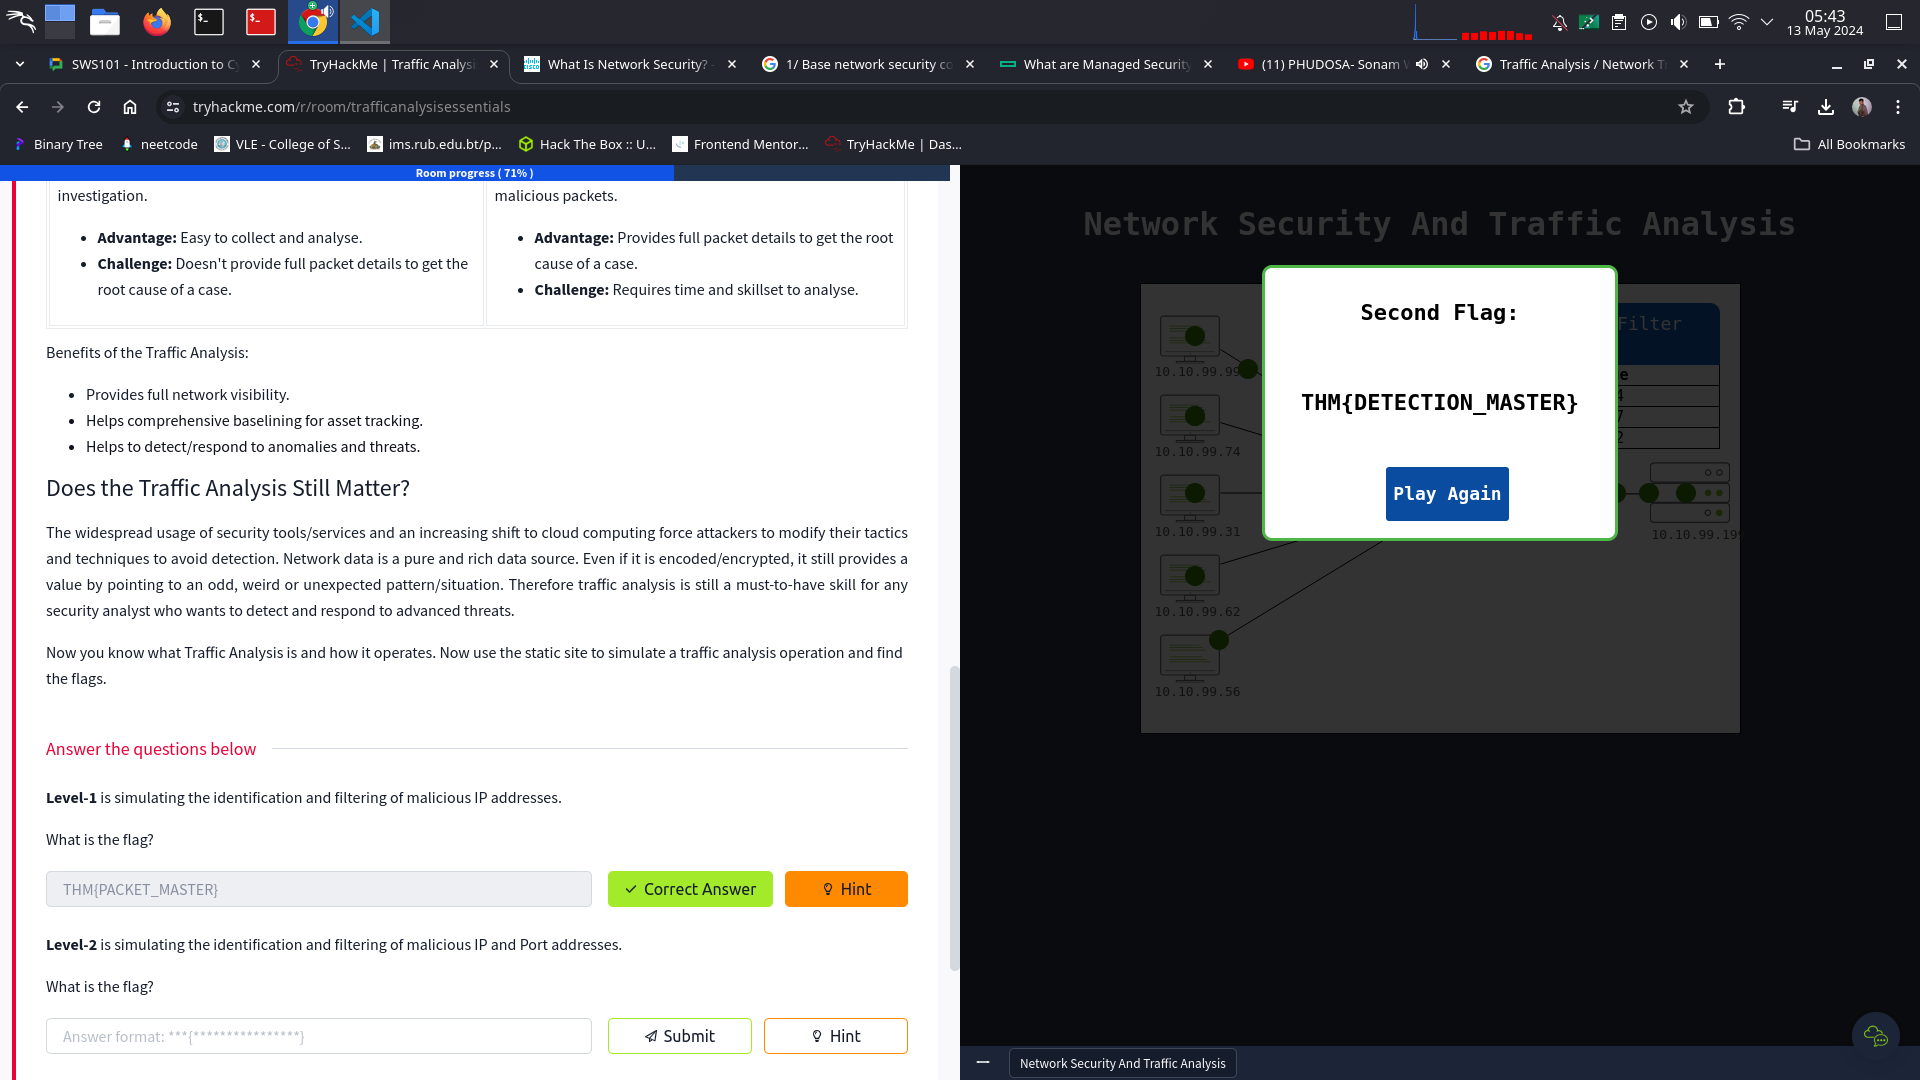 05:43
13 May 2024
SWS101 - Introduction to C
TryHackMe | Traffic Analysi
What Is Network Security? -
1/ Base network security co
What are Managed Security
(11) PHUDOSA- Sonam W
Traffic Analysis / Network T
tryhackme.com/r/room/trafficanalysisessentials
Binary Tree
neetcode
VLE - College of S...
ims.rub.edu.bt/p...
Hack The Box :: U...
Frontend Mentor...
TryHackMe | Das...
All Bookmarks
Room progress ( 71% )
investigation.
Advantage: Easy to collect and analyse.
Challenge: Doesn't provide full packet details to get the
root cause of a case.
malicious packets.
Advantage: Provides full packet details to get the root
cause of a case.
Challenge: Requires time and skillset to analyse.
Benefits of the Traffic Analysis:
Provides full network visibility.
Helps comprehensive baselining for asset tracking.
Helps to detect/respond to anomalies and threats.
Does the Traffic Analysis Still Matter?
The widespread usage of security tools/services and an increasing shift to cloud computing force attackers to modify their tactics
and techniques to avoid detection. Network data is a pure and rich data source. Even if it is encoded/encrypted, it still provides a
value by pointing to an odd, weird or unexpected pattern/situation. Therefore traffic analysis is still a must-to-have skill for any
security analyst who wants to detect and respond to advanced threats.
Now you know what Traffic Analysis is and how it operates. Now use the static site to simulate a traffic analysis operation and find
the flags.
Answer the questions below
Level-1 is simulating the identification and filtering of malicious IP addresses.
What is the flag?
THM{PACKET_MASTER}
Correct Answer
Hint
Level-2 is simulating the identification and filtering of malicious IP and Port addresses.
What is the flag?
Answer format: ***{****************}
Submit
Hint
Network Security And Traffic Analysis
Second Flag:
THM{DETECTION_MASTER}
Play Again
Filter
e
4
7
2
10.10.99.99
10.10.99.74
10.10.99.31
10.10.99.62
10.10.99.56
10.10.99.19
Network Security And Traffic Analysis